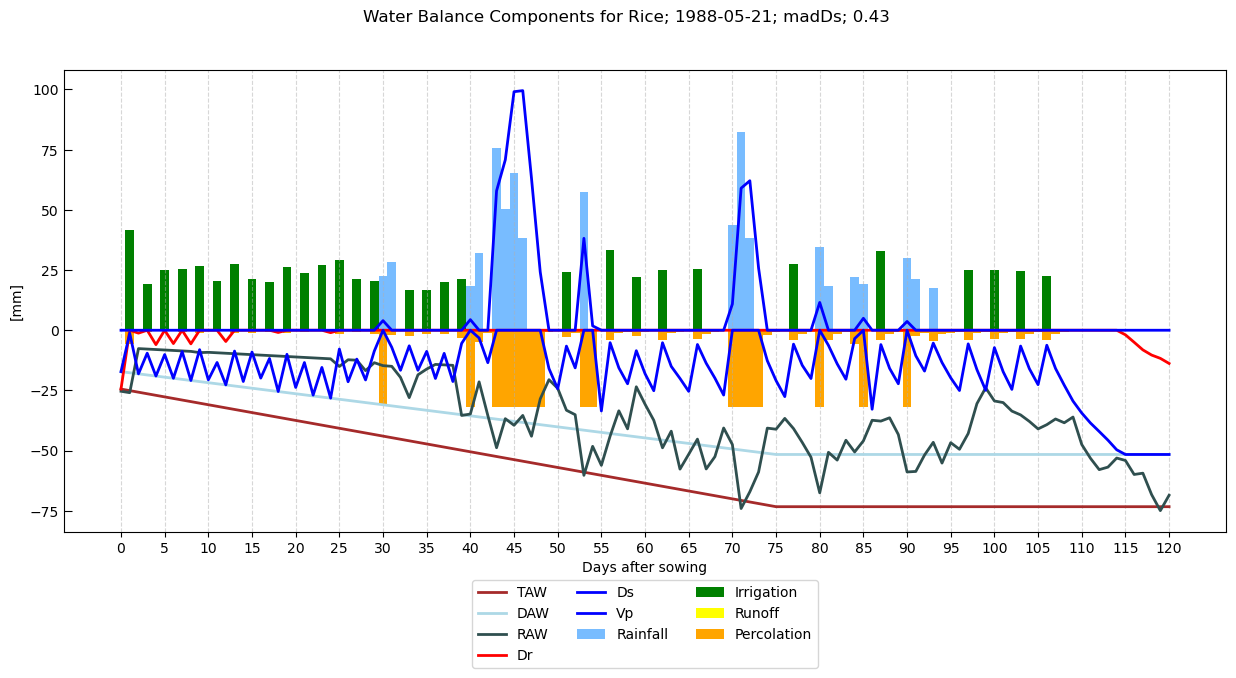 Water Balance Components for Rice; 1988-05-21; madDs; 0.43
100
75
50
25
0
−25
−50
−75
[mm]
0 5 10 15 20 25 30 35 40 45 51 55 60 65 70 75 80 85 90 95 100 105 110 115 120
Days after sowing
TAW Ds Irrigation
DAW Vp Runoff
RAW Rainfall Percolation
Dr